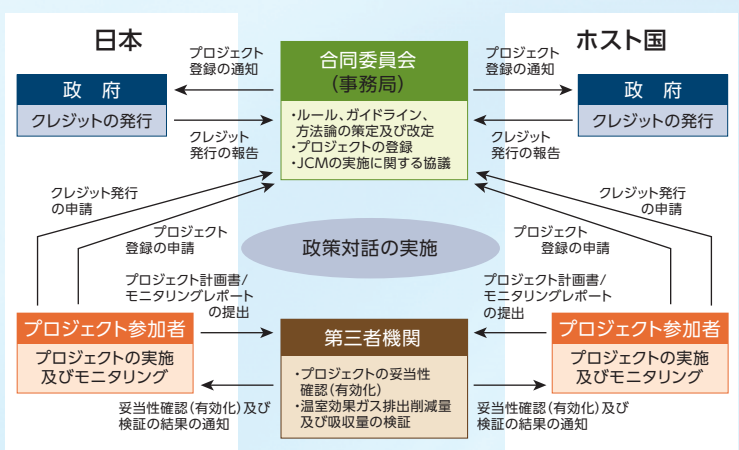 日本
ホスト国
プロジェクト
登録の通知
合同委員会
(事務局)
プロジェクト
登録の通知
政　府
クレジットの発行
・ルール、ガイドライン、
方法論の策定及び改定
・プロジェクトの登録
・JCMの実施に関する協議
政　府
クレジットの発行
クレジット
発行の報告
クレジット
発行の報告
クレジット発行
の申請
プロジェクト
登録の申請
政策対話の実施
クレジット発行
の申請
プロジェクト
登録の申請
プロジェクト計画書/
モニタリングレポート
の提出
プロジェクト計画書/
モニタリングレポート
の提出
プロジェクト参加者
プロジェクトの実施
及びモニタリング
第三者機関
・プロジェクトの妥当性
確認(有効化)
・温室効果ガス排出削減量
及び吸収量の検証
プロジェクト参加者
プロジェクトの実施
及びモニタリング
妥当性確認(有効化)及び
検証の結果の通知
妥当性確認(有効化)及び
検証の結果の通知